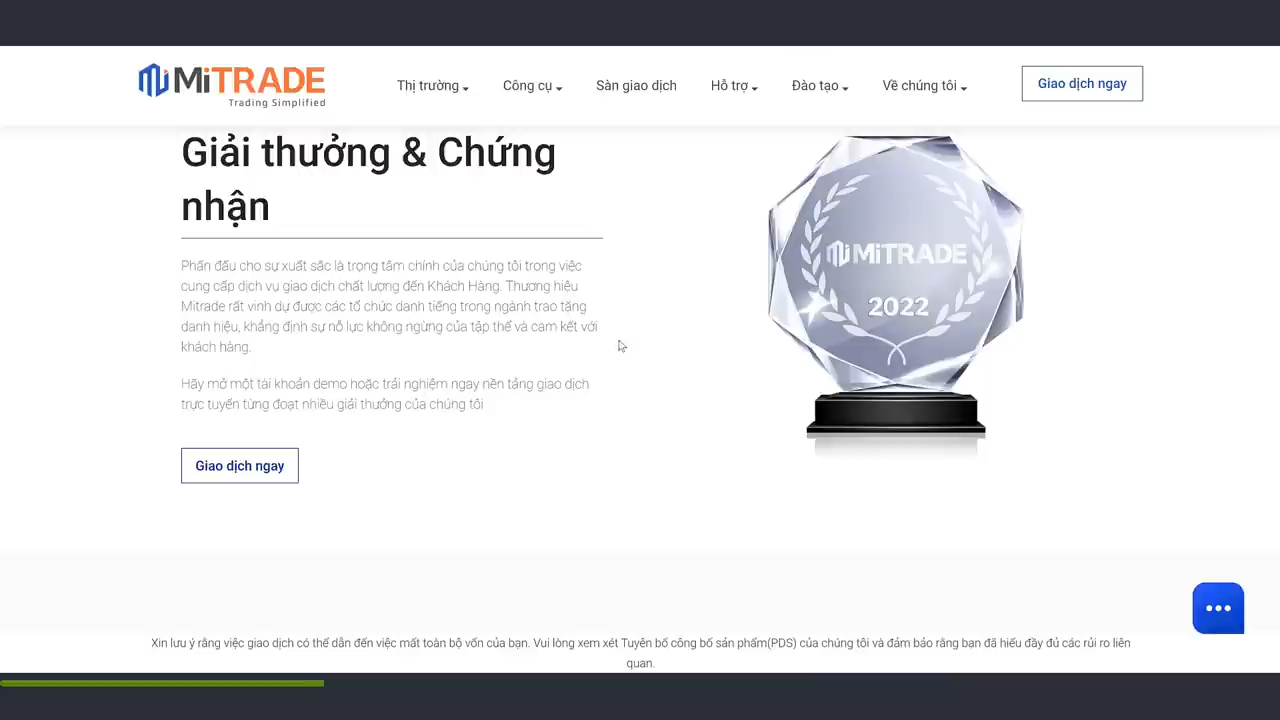 MiTRADE
Trading Simplified
Thị trường
Công cụ
Sàn giao dịch
Hỗ trợ
Đào tạo
Về chúng tôi
Giao dịch ngay
Giải thưởng & Chứng
nhận
Phấn đấu cho sự xuất sắc là trọng tâm chính của chúng tôi trong việc
cung cấp dịch vụ giao dịch chất lượng đến Khách Hàng. Thương hiệu
Mitrade rất vinh dự được các tổ chức danh tiếng trong ngành trao tặng
danh hiệu, khẳng định sự nỗ lực không ngừng của tập thể và cam kết với
khách hàng.
Hãy mở một tài khoản demo hoặc trải nghiệm ngay nền tảng giao dịch
trực tuyến từng đoạt nhiều giải thưởng của chúng tôi
Giao dịch ngay
MiTRADE
2022
Xin lưu ý rằng việc giao dịch có thể dẫn đến việc mất toàn bộ vốn của bạn. Vui lòng xem xét Tuyên bố công bố sản phẩm(PDS) của chúng tôi và đảm bảo rằng bạn đã hiểu đầy đủ các rủi ro liên
quan.